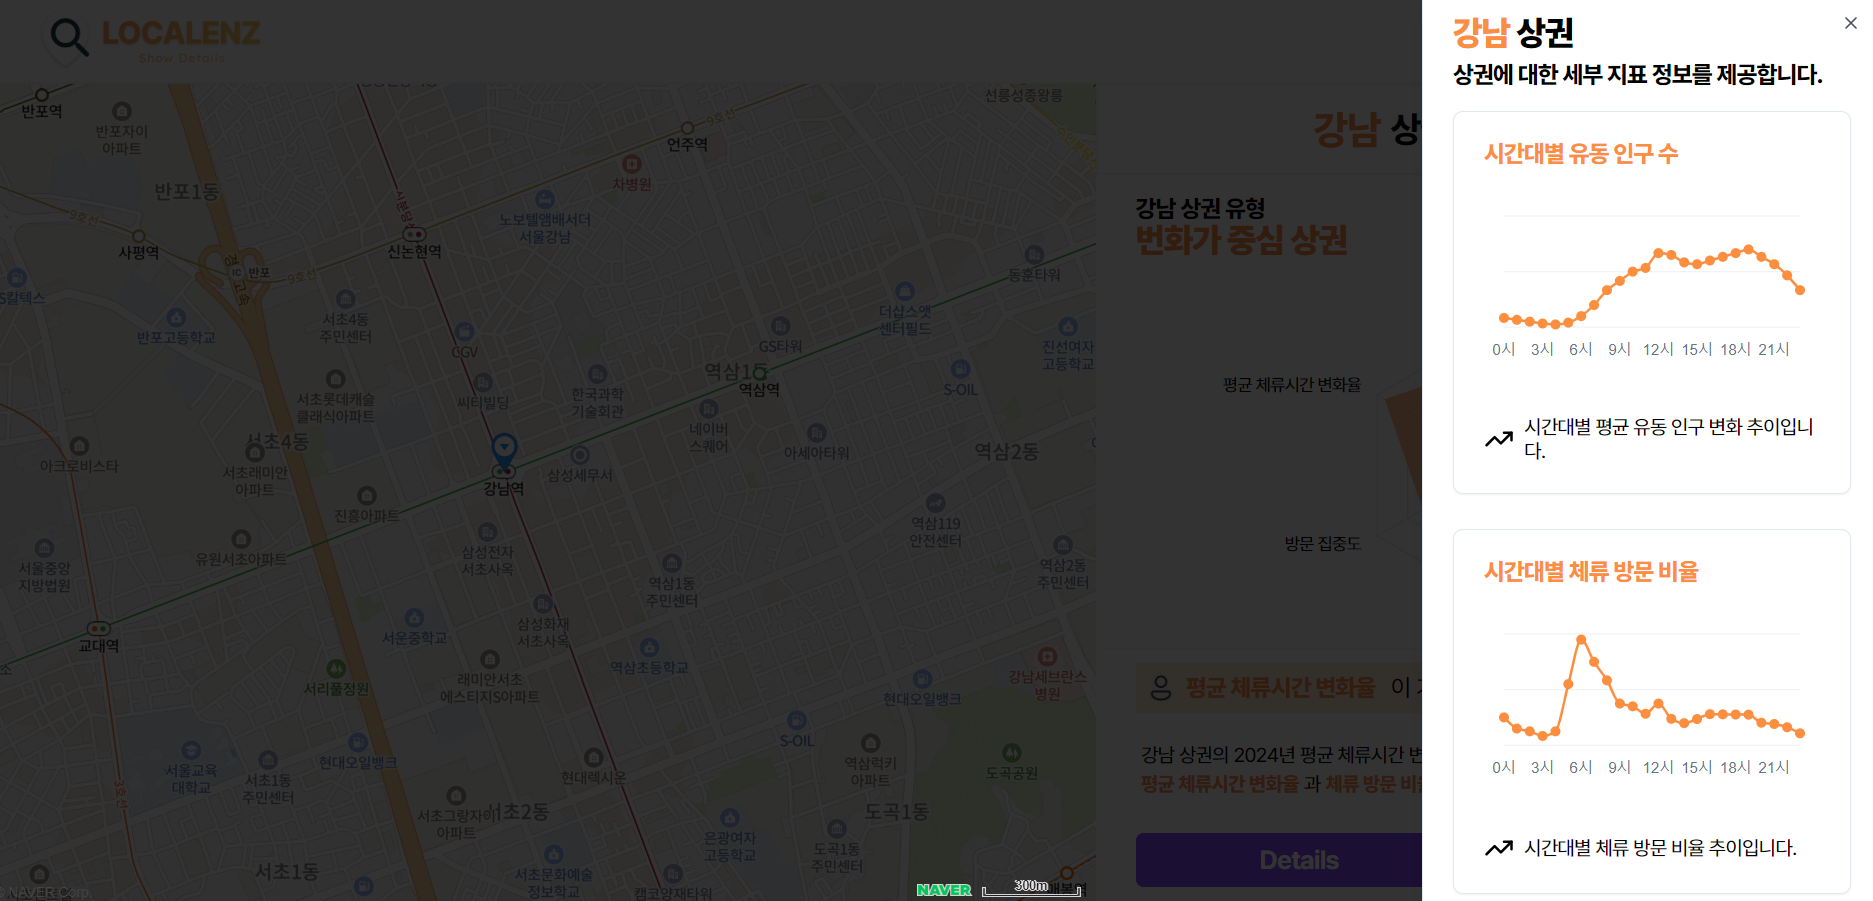 LOCALENZ
Show Details
반포역
반포자이
아파트
반포1동
9호선
사평역
S칼텍스
반포고등학교
경
고속
IC 반포
9호선
신분당선
신논현역
노보텔앰배서더
서울강남
차병원
언주역
9호선
선릉성종왕릉
동훈타워
더샵스앳
센터필드
진선여자
고등학교
GS타워
역삼1동
역삼역
S-OIL
서초4동
주민센터
CGV
씨티빌딩
한국과학
기술회관
네이버
스퀘어
아세아타워
역삼2동
서초롯데캐슬
클래식아파트
서초4동
서초래미안
아파트
아크로비스타
진흥아파트
강남역
삼성세무서
역삼119
안전센터
역삼2동
주민센터
서울중앙
지방법원
유원서초아파트
삼성전자
서초사옥
역삼1동
주민센터
삼성화재
서초사옥
교대역
서운중학교
역삼초등학교
서리풀정원
래미안서초
에스티지S아파트
현대오일뱅크
강남세브란스
병원
S-OIL
역삼럭키
아파트
도곡공원
서울교육
대학교
3호선
서초1동
주민센터
현대오일뱅크
현대렉시온
서초그랑자이
아파트
서초2동
은광여자
고등학교
도곡1동
도곡1동
주민센터
서초1동
서초문화예술
정보학교
캠코양재타워
매봉역
© NAVER Corp.
NAVER
300m
강남 상
강남 상권 유형
번화가 중심 상권
평균 체류시간 변화율
방문 집중도
평균 체류시간 변화율 이
강남 상권의 2024년 평균 체류시간 변
평균 체류시간 변화율 과 체류 방문 비율
Details
강남 상권
상권에 대한 세부 지표 정보를 제공합니다.
시간대별 유동 인구 수
0시 3시 6시 9시 12시 15시 18시 21시
시간대별 평균 유동 인구 변화 추이입니
다.
시간대별 체류 방문 비율
0시 3시 6시 9시 12시 15시 18시 21시
시간대별 체류 방문 비율 추이입니다.